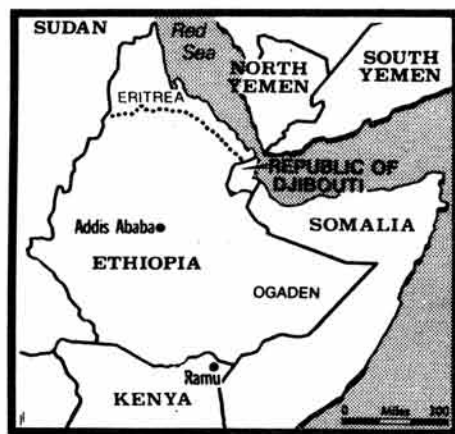 SUDAN
Red
Sea
NORTH
YEMEN
SOUTH
YEMEN
ERITREA
REPUBLIC OF
DJIBOUTI
Addis Ababa
SOMALIA
ETHIOPIA
OGADEN
Ramu
KENYA
0 Miles 200